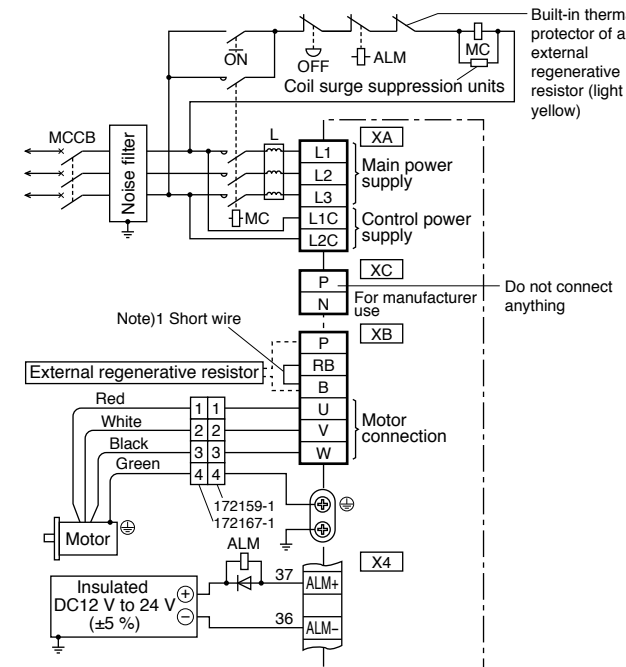 Built-in therm
protector of a
external
regenerative
resistor (light
yellow)
ON
OFF
ALM
MC
Coil surge suppression units
MCCB
Noise filter
L
MC
XA
L1
L2
L3
L1C
L2C
Main power
supply
Control power
supply
XC
P
N
For manufacturer
use
Do not connect
anything
Note)1 Short wire
XB
External regenerative resistor
P
RB
B
U
V
W
Motor
connection
Red
White
Black
Green
1 1
2 2
3 3
4 4
172159-1
172167-1
Motor
ALM
X4
Insulated
DC12 V to 24 V
(±5 %)
+
−
37
ALM+
36
ALM−